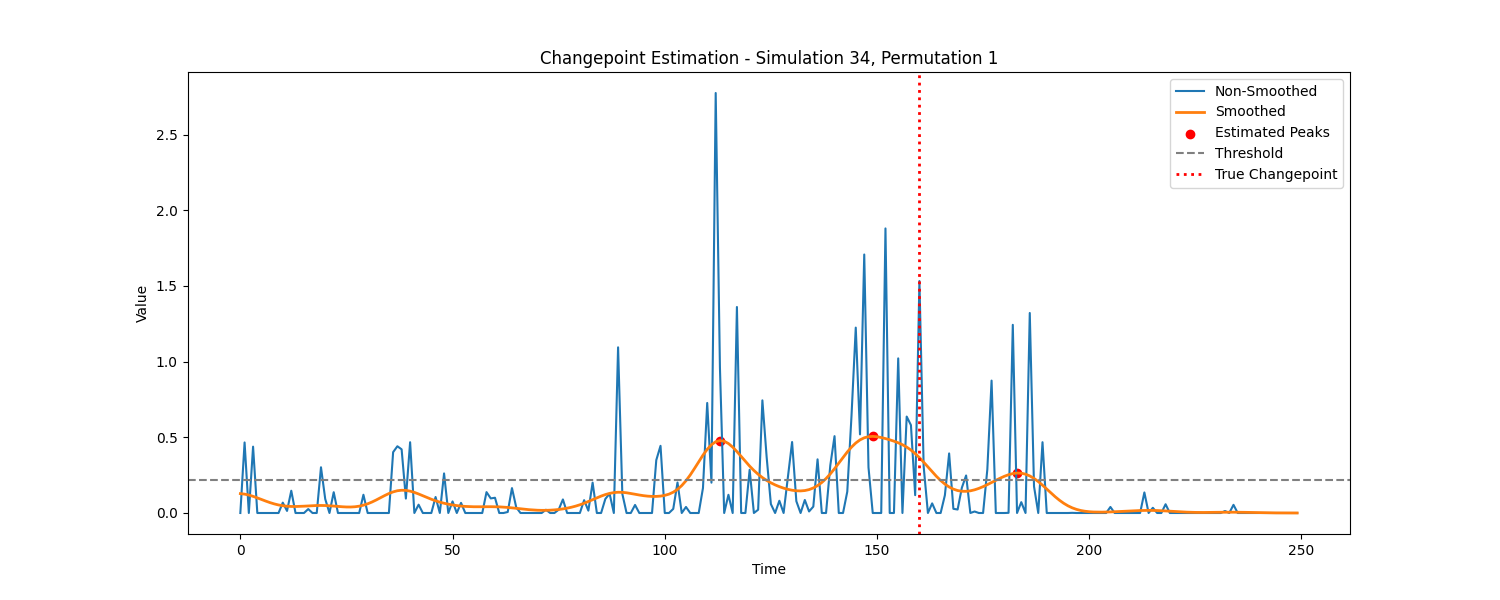 Changepoint Estimation - Simulation 34, Permutation 1
Non-Smoothed
Smoothed
Estimated Peaks
Threshold
True Changepoint
Value
2.5
2.0
1.5
1.0
0.5
0.0
0
50
100
150
200
250
Time